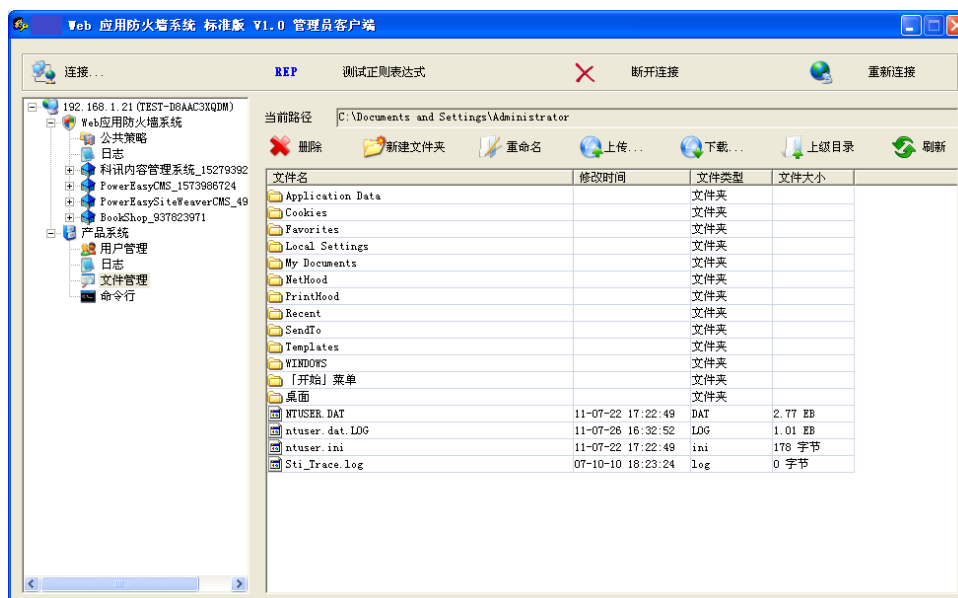 Web 应用防火墙系统 标准版 V1.0 管理员客户端
连接... REP 测试正则表达式 断开连接 重新连接
192.168.1.21(TEST-D8AAC3XQDM)
Web应用防火墙系统
公共策略
日志
科讯内容管理系统_15279392
PowerEasyCMS_1573986724
PowerEasySiteWeaverCMS_49
BookShop_937823971
产品系统
用户管理
日志
文件管理
命令行
当前路径 C:\Documents and Settings\Administrator
删除 新建文件夹 重命名 上传... 下载... 上级目录 刷新
文件名 修改时间 文件类型 文件大小
Application Data 文件夹
Cookies 文件夹
Favorites 文件夹
Local Settings 文件夹
My Documents 文件夹
NetHood 文件夹
PrintHood 文件夹
Recent 文件夹
SendTo 文件夹
Templates 文件夹
WINDOWS 文件夹
「开始」菜单 文件夹
桌面 文件夹
NTUSER.DAT 11-07-22 17:22:49 DAT 2.77 EB
ntuser.dat.LOG 11-07-26 16:32:52 LOG 1.01 EB
ntuser.ini 11-07-22 17:22:49 ini 178 字节
Sti_Trace.log 07-10-10 18:23:24 log 0 字节